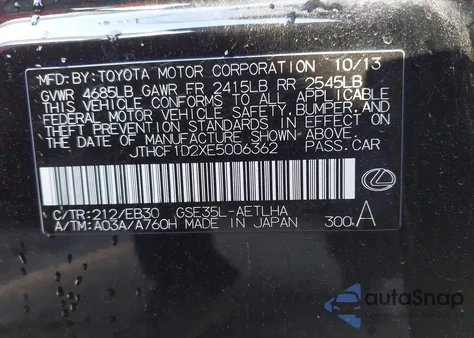 MFD. BY: TOYOTA MOTOR CORPORATION 10/13
GVWR 4685LB GAWR FR 2415LB RR 2545LB
THIS VEHICLE CONFORMS TO ALL APPLICABLE
FEDERAL MOTOR VEHICLE SAFETY, BUMPER, AND
THEFT PREVENTION STANDARDS IN EFFECT ON
THE DATE OF MANUFACTURE SHOWN ABOVE.
JTHCF1D2XE5006362 PASS.CAR
C/TR:212/EB30 GSE35L-AETLHA
A/TM:A03A/A760H MADE IN JAPAN 300 A
autoSnap